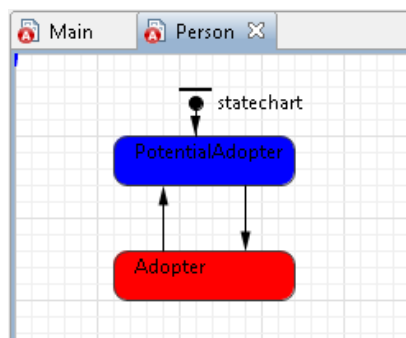 Main
Person
statechart
PotentialAdopter
Adopter